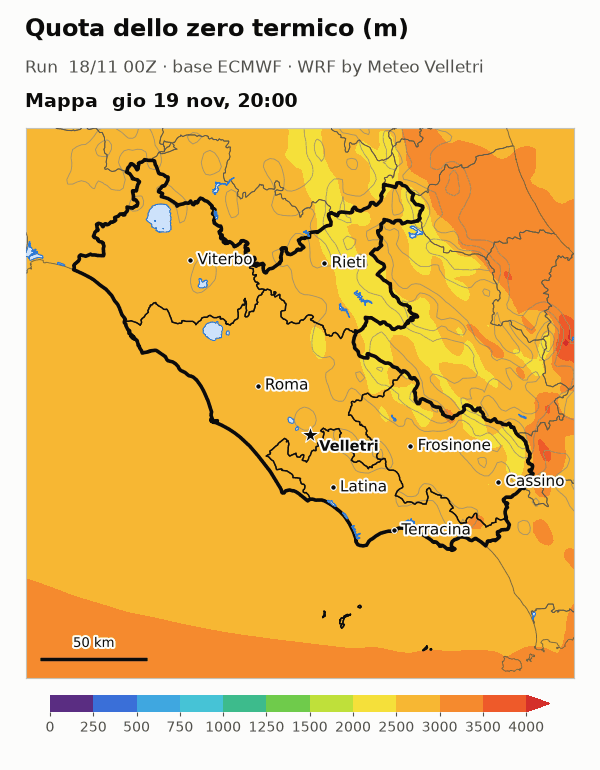 Quota dello zero termico (m)
Run  18/11 00Z · base ECMWF · WRF by Meteo Velletri
Mappa  gio 19 nov, 20:00
Viterbo
Rieti
Roma
Velletri
Frosinone
Cassino
Latina
Terracina
50 km
0 250 500 750 1000 1250 1500 2000 2500 3000 3500 4000